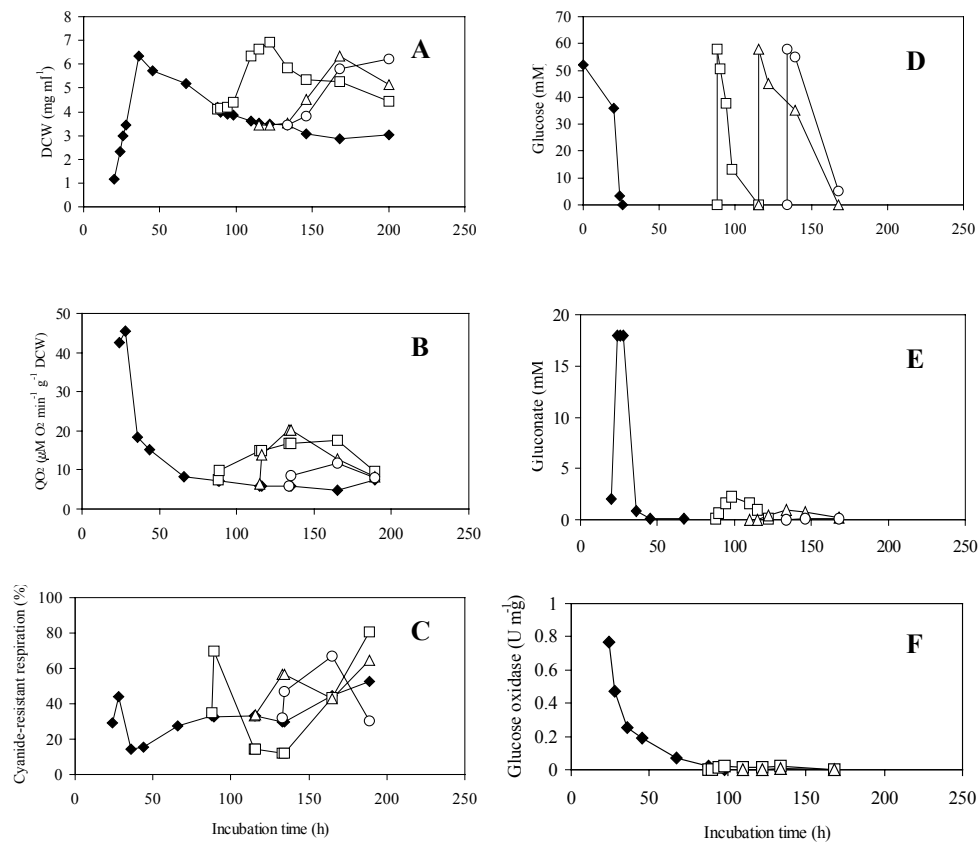 A
DCW (mg ml-1)
8
7
6
5
4
3
2
1
0
0 50 100 150 200 250
D
Glucose (mM)
70
60
50
40
30
20
10
0
0 50 100 150 200 250
B
QO2 (µM O2 min-1 g-1 DCW)
50
40
30
20
10
0
0 50 100 150 200 250
E
Gluconate (mM
20
15
10
5
0
0 50 100 150 200 250
C
Cyanide-resistant respiration (%)
100
80
60
40
20
0
0 50 100 150 200 250
Incubation time (h)
F
Glucose oxidase (U m-1g)
1
0.8
0.6
0.4
0.2
0
0 50 100 150 200 250
Incubation time (h)